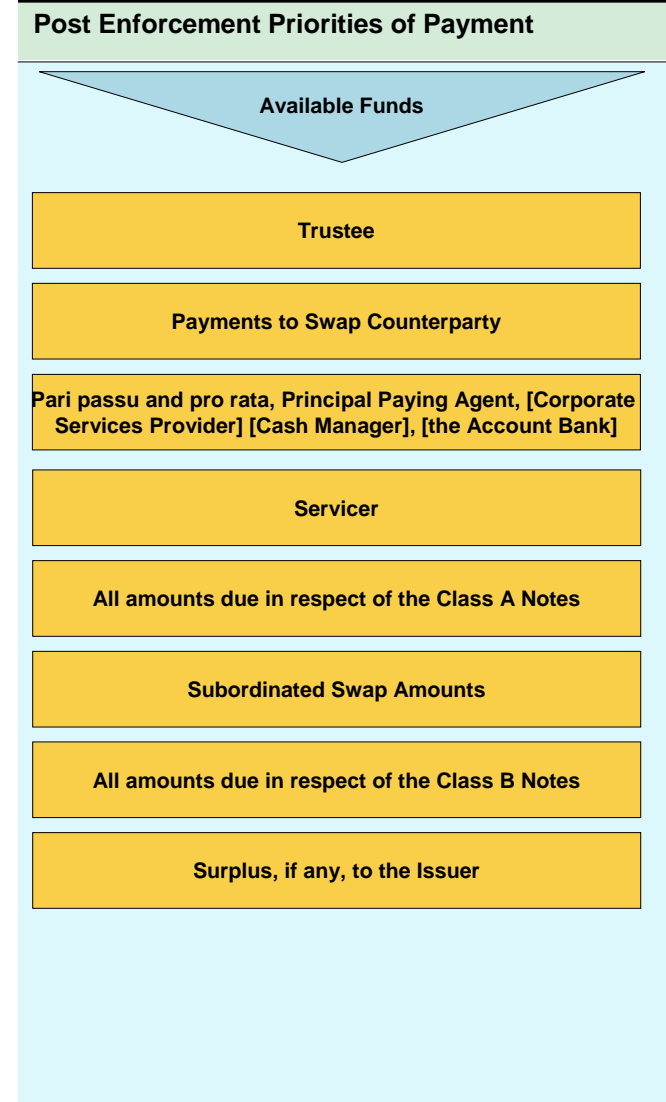 Post Enforcement Priorities of Payment
Available Funds
Trustee
Payments to Swap Counterparty
Pari passu and pro rata, Principal Paying Agent, [Corporate
Services Provider] [Cash Manager], [the Account Bank]
Servicer
All amounts due in respect of the Class A Notes
Subordinated Swap Amounts
All amounts due in respect of the Class B Notes
Surplus, if any, to the Issuer